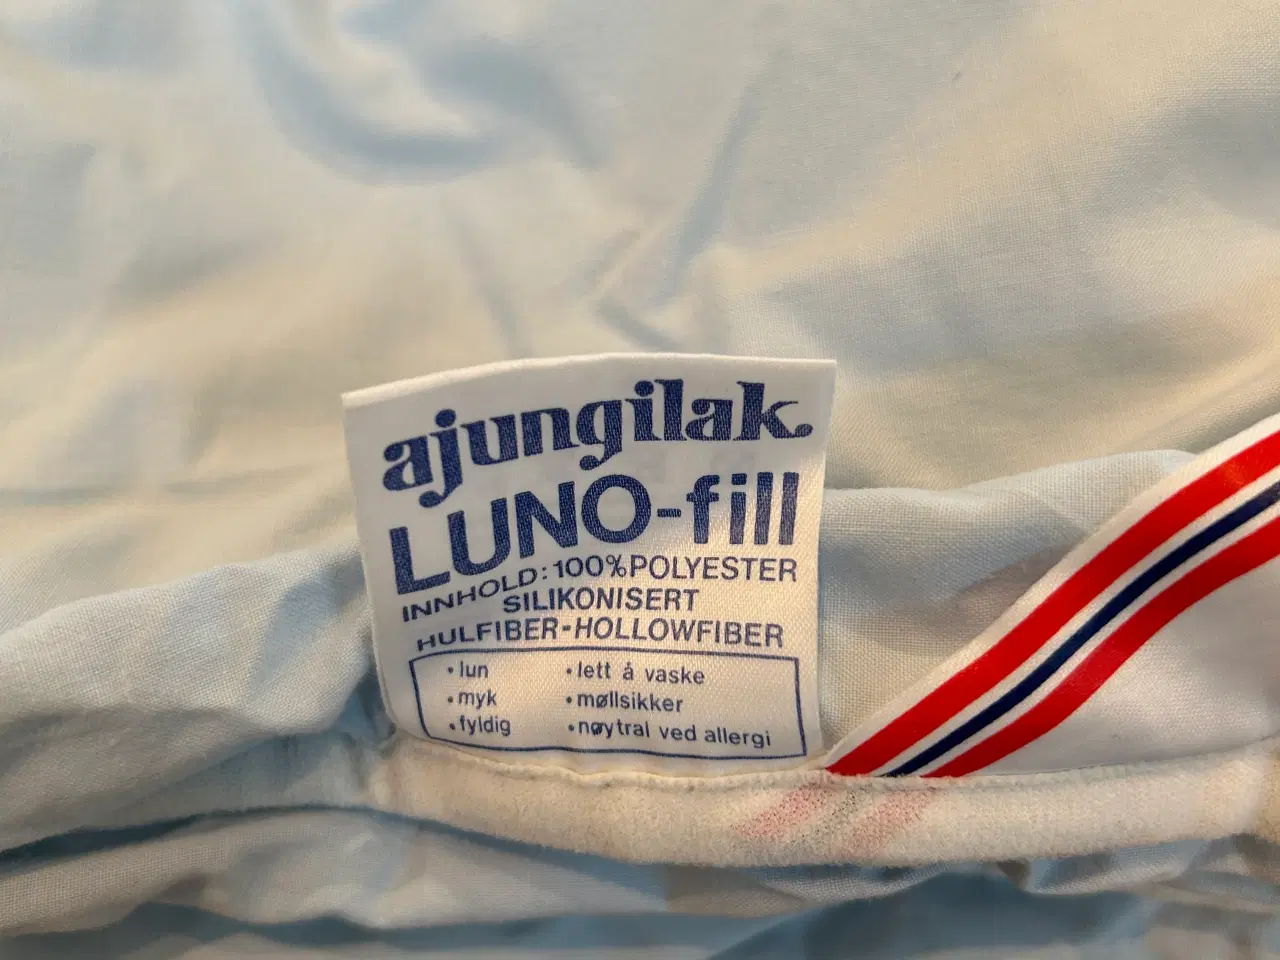 ajungilak
LUNO-fill
INNHOLD: 100% POLYESTER
SILIKONISERT
HULFIBER-HOLLOWFIBER
• lun • lett å vaske
• myk • møllsikker
• fyldig • nøytral ved allergi